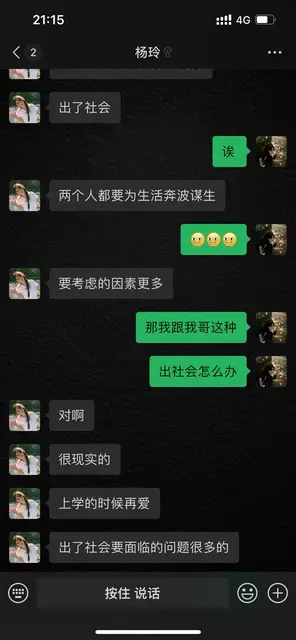 21:15
4G
2
杨玲
出了社会
诶
两个人都要为生活奔波谋生
要考虑的因素更多
那我跟我哥这种
出社会怎么办
对啊
很现实的
上学的时候再爱
出了社会要面临的问题很多的
按住 说话